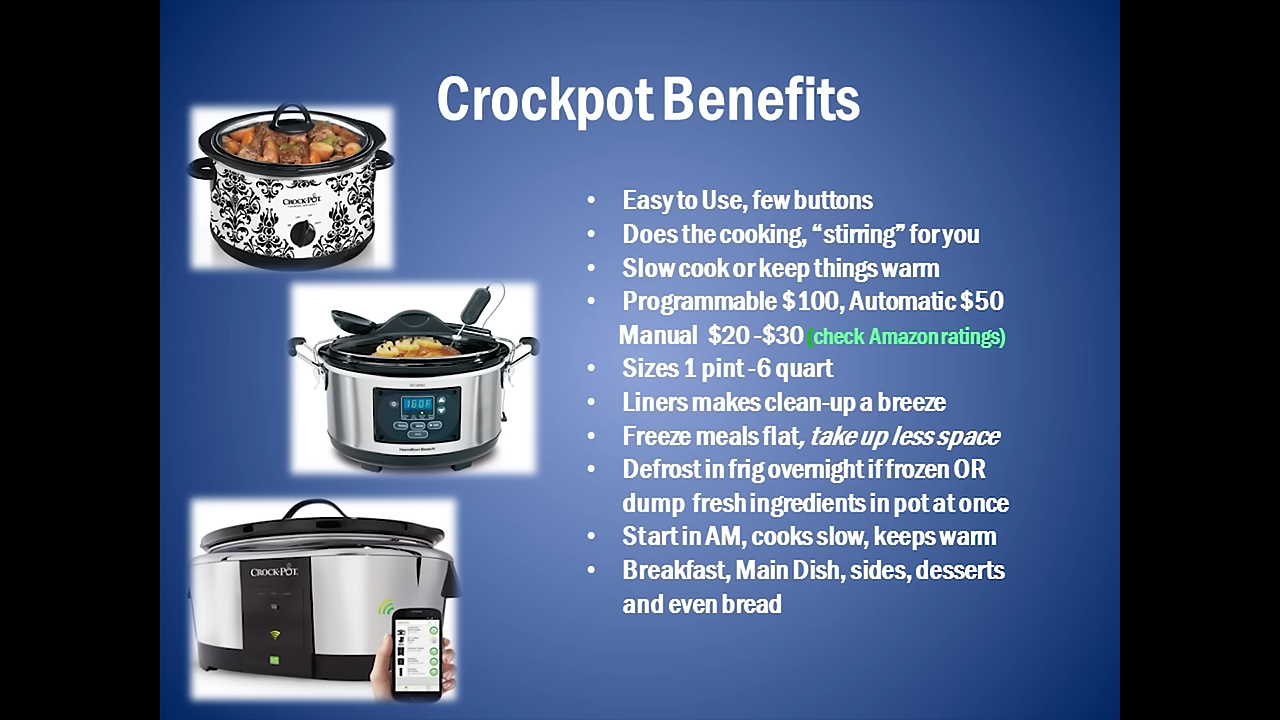 Crockpot Benefits
CROCK-POT
• Easy to Use, few buttons
• Does the cooking, “stirring” for you
• Slow cook or keep things warm
• Programmable $100, Automatic $50
Manual $20 -$30 (check Amazon ratings)
• Sizes 1 pint -6 quart
• Liners makes clean-up a breeze
• Freeze meals flat, take up less space
• Defrost in frig overnight if frozen OR
dump fresh ingredients in pot at once
• Start in AM, cooks slow, keeps warm
• Breakfast, Main Dish, sides, desserts
and even bread
160F
Hamilton Beach
CROCK-POT